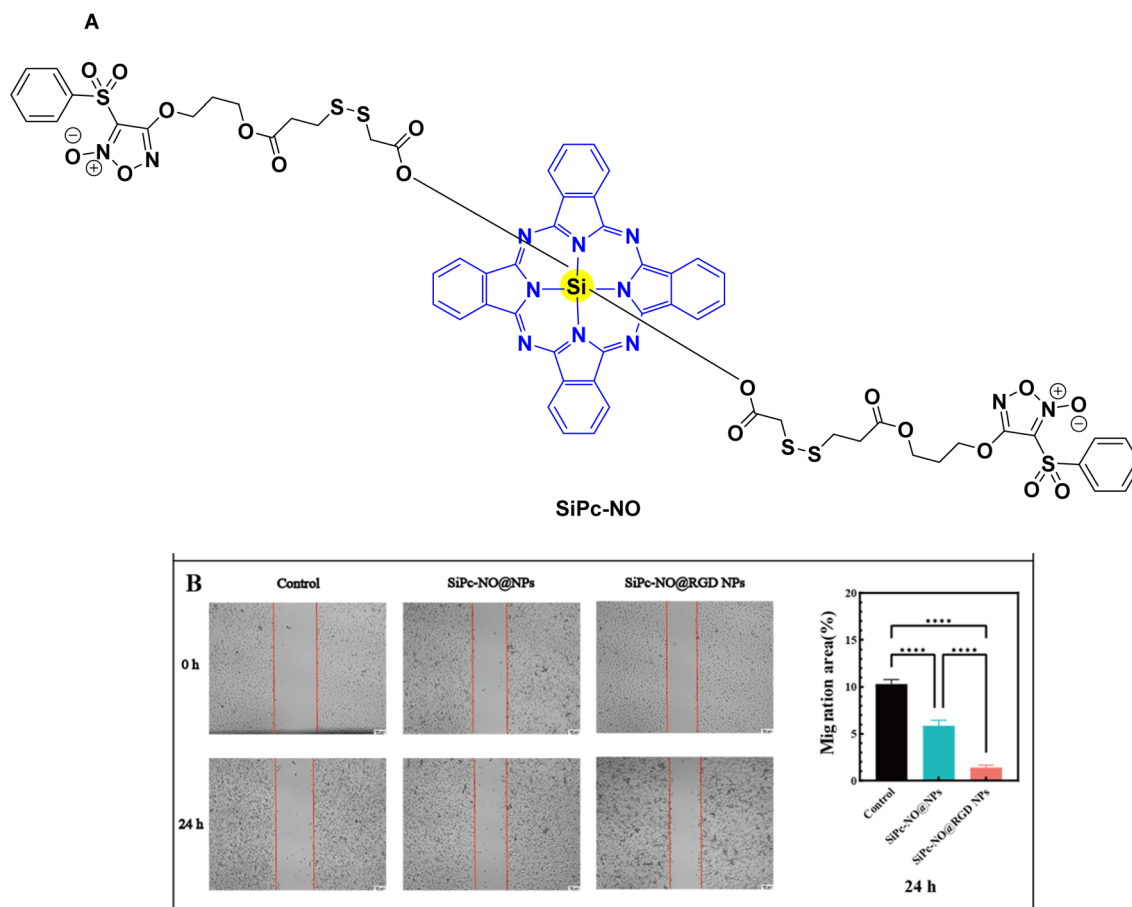 A
O O
S
O
O
N
O
N
O
O
S S
O
O
N N N
N Si N
N N N
O
O
S S
O
O
O
N O N O
S
O O
SiPc-NO
B
Control SiPc-NO@NPs SiPc-NO@RGD NPs
0 h
24 h
Migration area(%)
20
15
10
5
0
****
**** ****
Control
SiPc-NO@NPs
SiPc-NO@RGD NPs
24 h